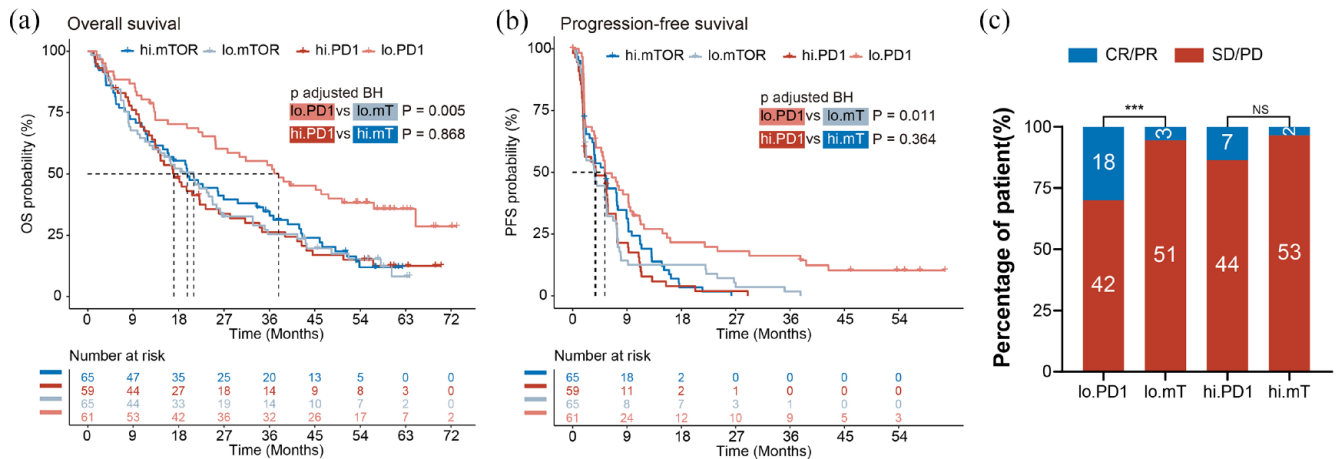 (a)
Overall suvival
hi.mTOR lo.mTOR hi.PD1 lo.PD1
p adjusted BH
lo.PD1 vs lo.mT P = 0.005
hi.PD1 vs hi.mT P = 0.868
OS probability (%)
100
75
50
25
0
0 9 18 27 36 45 54 63 72
Time (Months)
Number at risk
65 47 35 25 20 13 5 0 0
59 44 27 18 14 9 8 3 0
65 44 33 19 14 10 7 2 0
61 53 42 36 32 26 17 7 2
0 9 18 27 36 45 54 63 72
Time (Months)
(b)
Progression-free suvival
hi.mTOR lo.mTOR hi.PD1 lo.PD1
p adjusted BH
lo.PD1 vs lo.mT P = 0.011
hi.PD1 vs hi.mT P = 0.364
PFS probability (%)
100
75
50
25
0
0 9 18 27 36 45 54
Time (Months)
Number at risk
65 18 2 0 0 0 0
59 11 2 1 0 0 0
65 8 7 3 1 0 0
61 24 12 10 9 5 3
0 9 18 27 36 45 54
Time (Months)
(c)
CR/PR SD/PD
*** NS
Percentage of patient(%)
100
75
50
25
0
18 3 7 2
42 51 44 53
lo.PD1 lo.mT hi.PD1 hi.mT